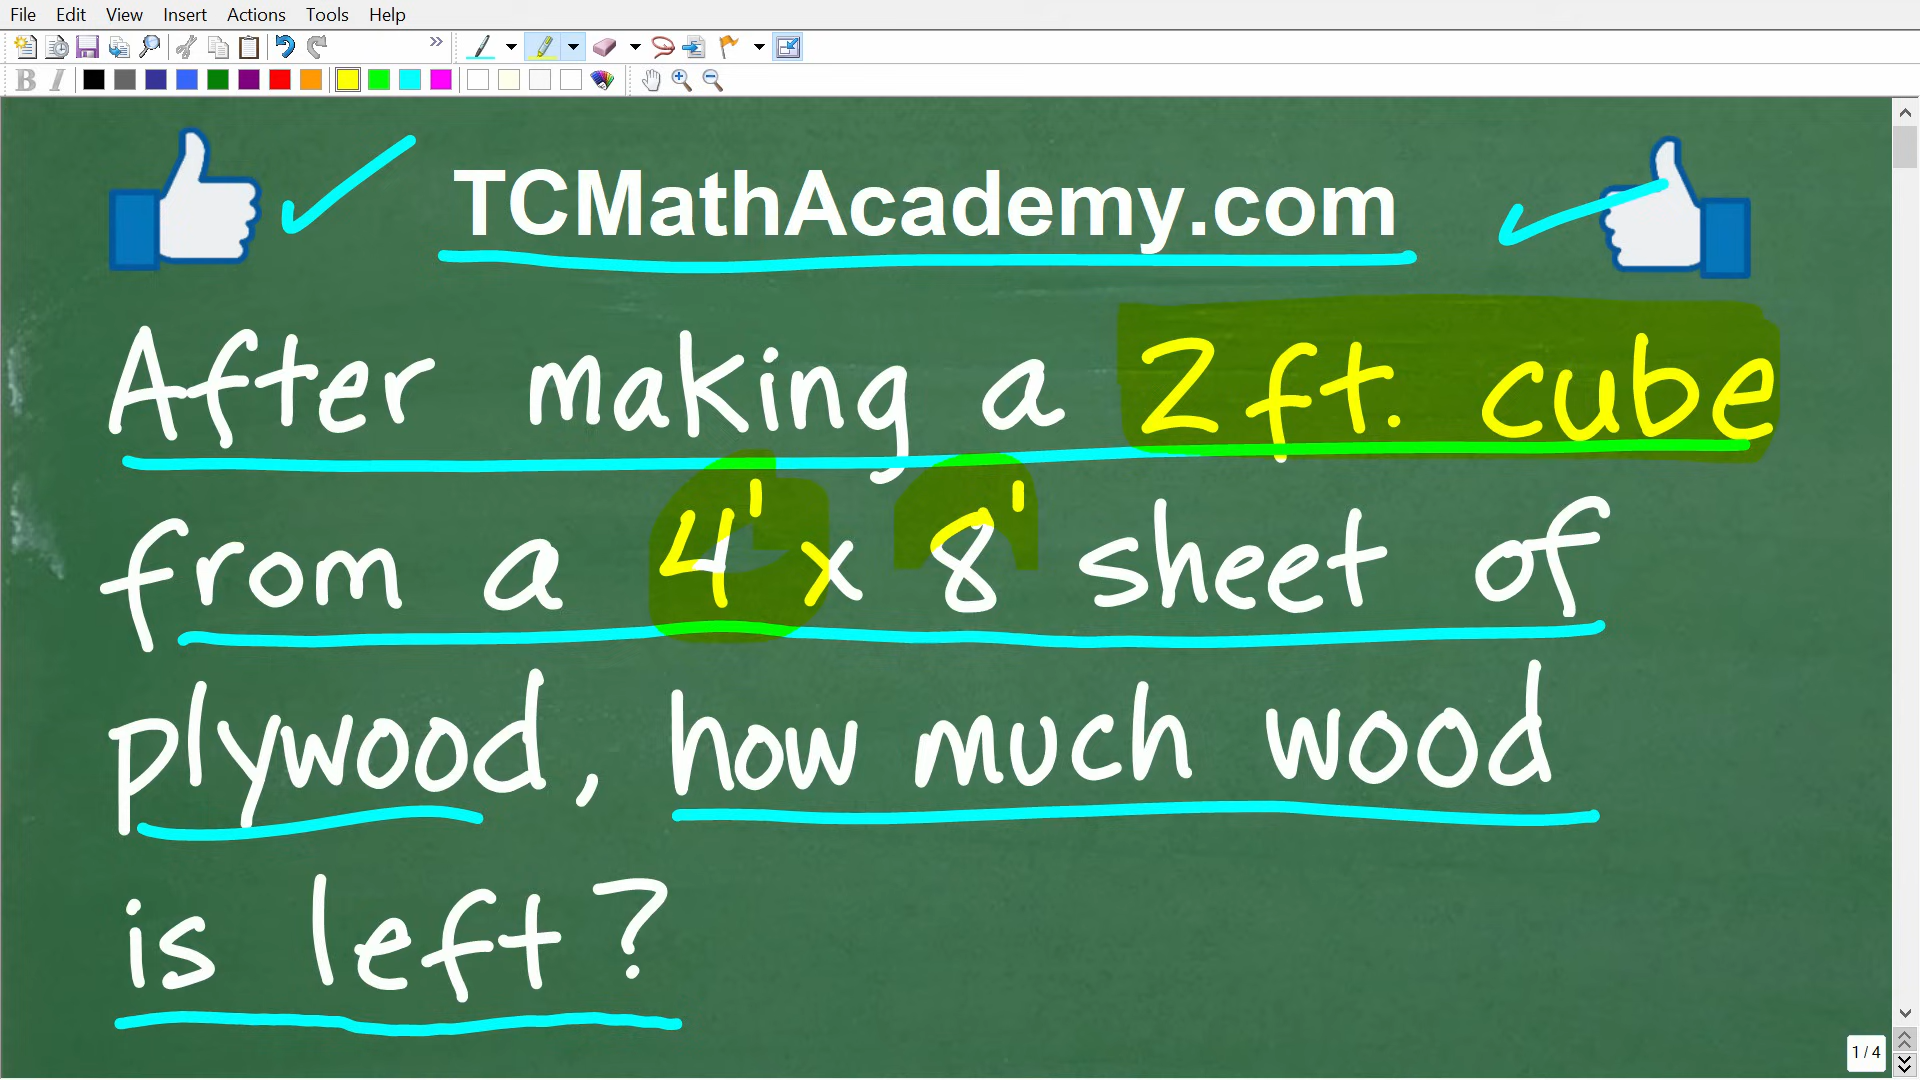 File Edit View Insert Actions Tools Help
»
B I
TCMathAcademy.com
After making a 2 ft. cube
from a 4' x 8' sheet of
plywood, how much wood
is left?
1 / 4